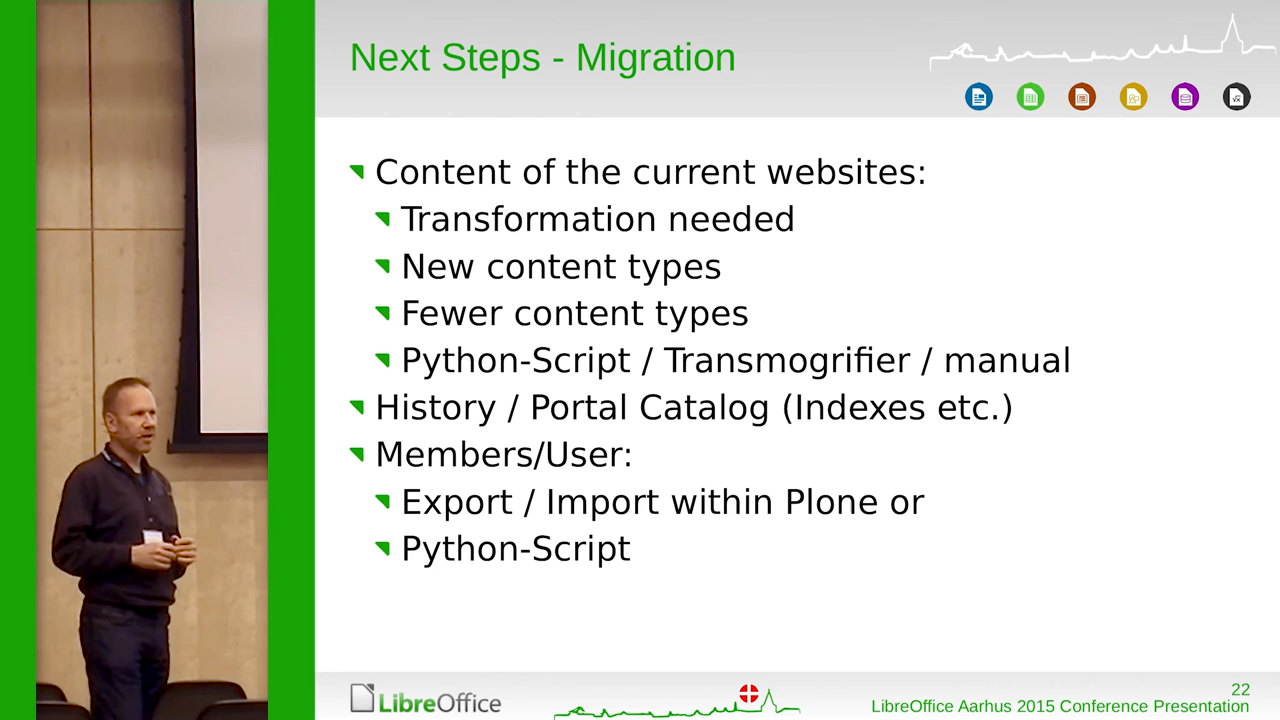 Next Steps - Migration
Content of the current websites:
Transformation needed
New content types
Fewer content types
Python-Script / Transmogrifier / manual
History / Portal Catalog (Indexes etc.)
Members/User:
Export / Import within Plone or
Python-Script
LibreOffice
22
LibreOffice Aarhus 2015 Conference Presentation